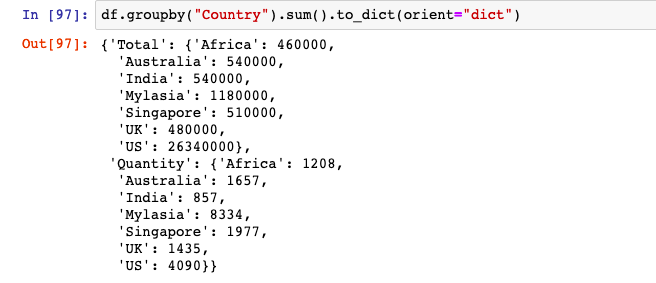 In [97]: df.groupby("Country").sum().to_dict(orient="dict")
Out[97]: {'Total': {'Africa': 460000,
'Australia': 540000,
'India': 540000,
'Mylasia': 1180000,
'Singapore': 510000,
'UK': 480000,
'US': 26340000},
'Quantity': {'Africa': 1208,
'Australia': 1657,
'India': 857,
'Mylasia': 8334,
'Singapore': 1977,
'UK': 1435,
'US': 4090}}